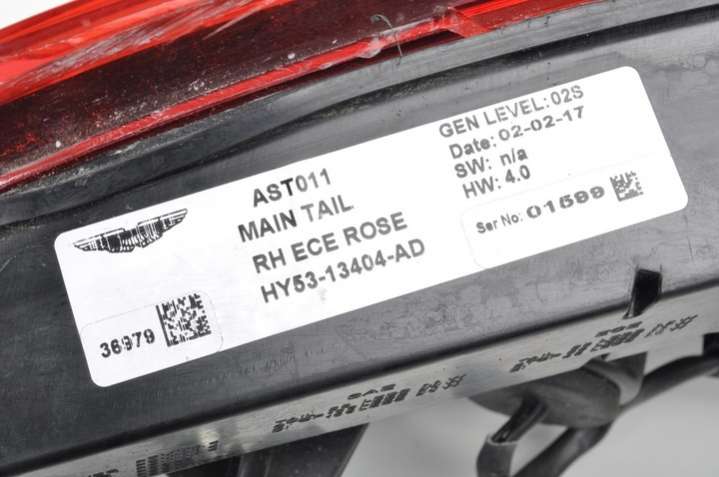 AST011
MAIN TAIL
RH ECE ROSE
HY53-13404-AD
GEN LEVEL: 02S
Date: 02-02-17
SW: n/a
HW: 4.0
Ser No: 01599
36979